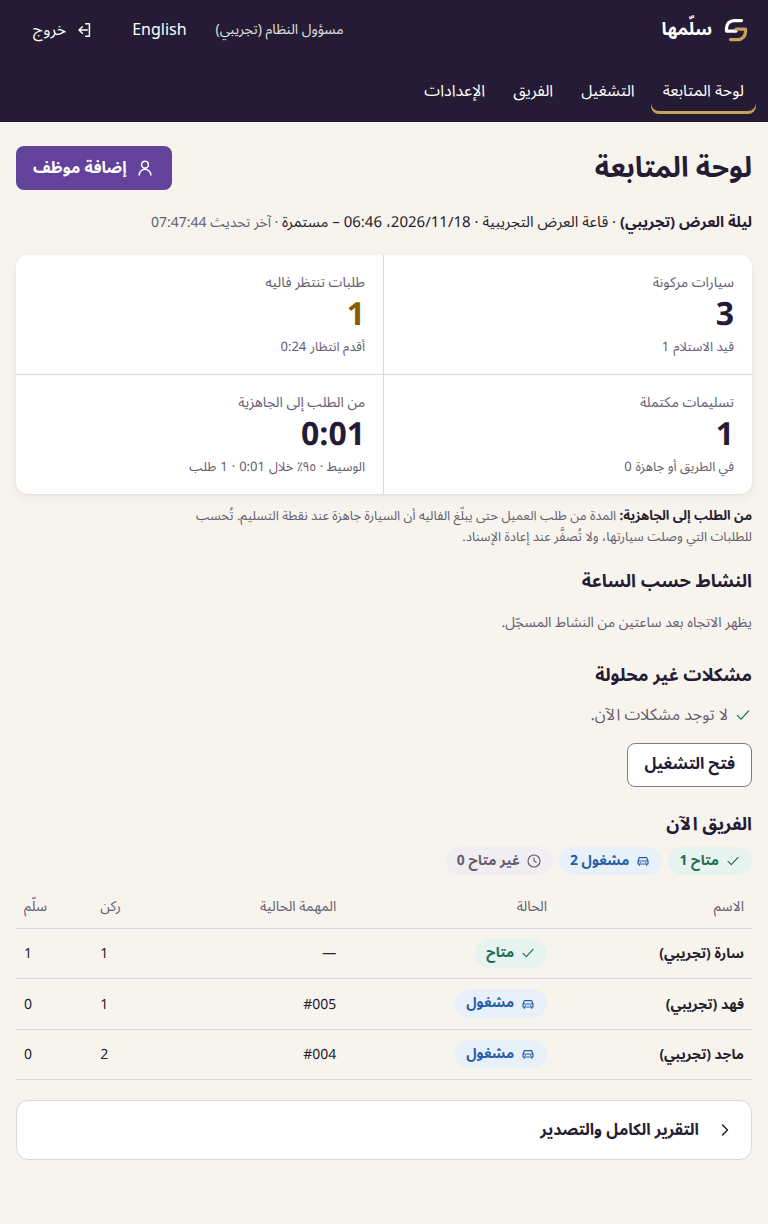 سلّمها
مسؤول النظام (تجريبي)
English
خروج
لوحة المتابعة
التشغيل
الفريق
الإعدادات
لوحة المتابعة
إضافة موظف
ليلة العرض (تجريبي) · قاعة العرض التجريبية · 2026/11/18، 06:46 – مستمرة · آخر تحديث 07:47:44
سيارات مركونة
3
قيد الاستلام 1
طلبات تنتظر فاليه
1
أقدم انتظار 0:24
تسليمات مكتملة
1
في الطريق أو جاهزة 0
من الطلب إلى الجاهزية
0:01
الوسيط · ٩٥٪ خلال 0:01 · 1 طلب
من الطلب إلى الجاهزية: المدة من طلب العميل حتى يبلّغ الفاليه أن السيارة جاهزة عند نقطة التسليم. تُحسب
للطلبات التي وصلت سيارتها، ولا تُصفَّر عند إعادة الإسناد.
النشاط حسب الساعة
يظهر الاتجاه بعد ساعتين من النشاط المسجّل.
مشكلات غير محلولة
لا توجد مشكلات الآن.
فتح التشغيل
الفريق الآن
متاح 1
مشغول 2
غير متاح 0
الاسم الحالة المهمة الحالية ركن سلّم
سارة (تجريبي) متاح — 1 1
فهد (تجريبي) مشغول #005 1 0
ماجد (تجريبي) مشغول #004 2 0
التقرير الكامل والتصدير